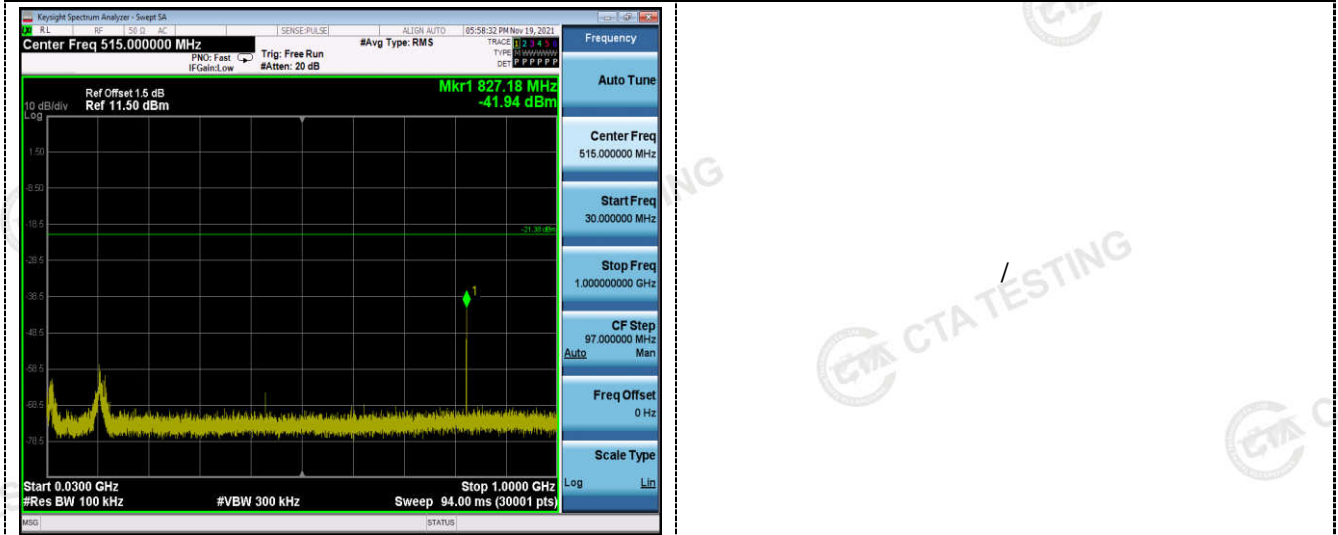 Keysight Spectrum Analyzer - Swept SA
RL RF 50 Ω AC SENSE:PULSE ALIGN AUTO 05:58:32 PM Nov 19, 2021
Center Freq 515.000000 MHz
PNO: Fast
IFGain:Low
Trig: Free Run
#Atten: 20 dB
#Avg Type: RMS
TRACE 1 2 3 4 5 6
TYPE M WWWWW
DET P P P P P P
Ref Offset 1.5 dB
10 dB/div Ref 11.50 dBm
Log
Mkr1 827.18 MHz
-41.94 dBm
1.50
-8.50
-18.5
-21.38 dBm
-28.5
-38.5
1
-48.5
-58.5
-68.5
-78.5
Start 0.0300 GHz
Stop 1.0000 GHz
#Res BW 100 kHz
#VBW 300 kHz
Sweep 94.00 ms (30001 pts)
MSG
STATUS
Frequency
Auto Tune
Center Freq
515.000000 MHz
Start Freq
30.000000 MHz
Stop Freq
1.000000000 GHz
CF Step
97.000000 MHz
Auto Man
Freq Offset
0 Hz
Scale Type
Log Lin
/
NG
CTA CTA TESTING
CTA C